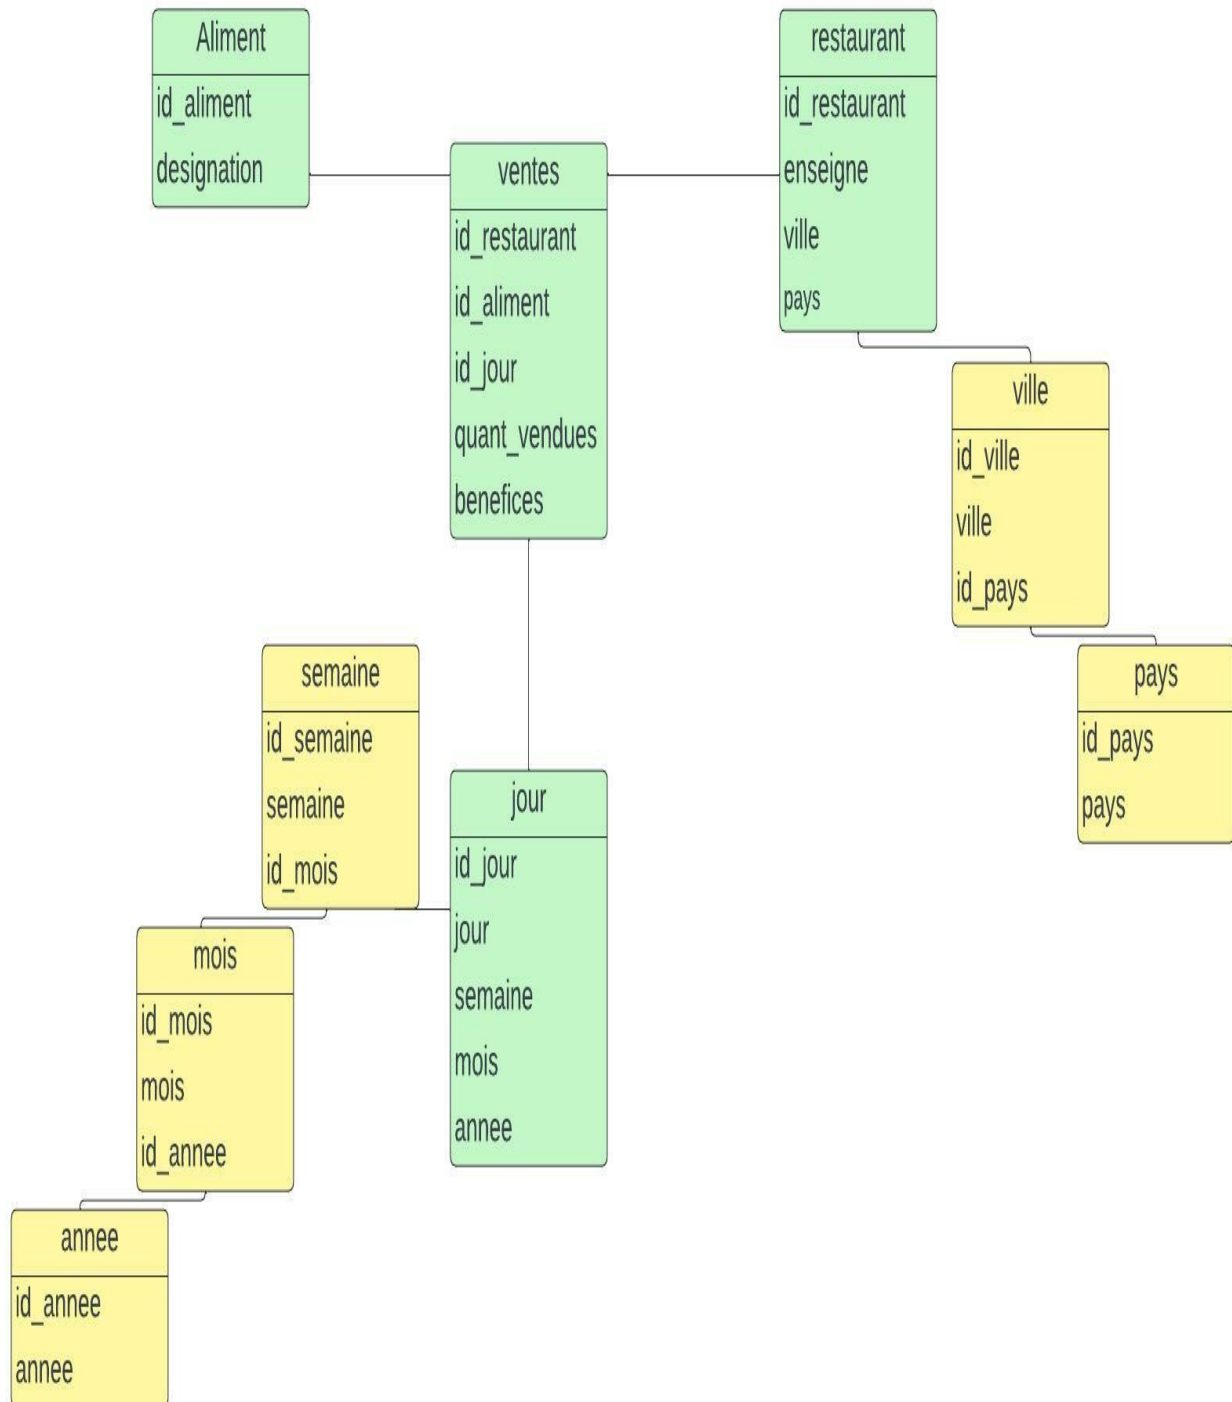 Aliment
id_aliment
designation
restaurant
id_restaurant
enseigne
ville
pays
ventes
id_restaurant
id_aliment
id_jour
quant_vendues
benefices
ville
id_ville
ville
id_pays
pays
id_pays
pays
semaine
id_semaine
semaine
id_mois
jour
id_jour
jour
semaine
mois
annee
mois
id_mois
mois
id_annee
annee
id_annee
annee